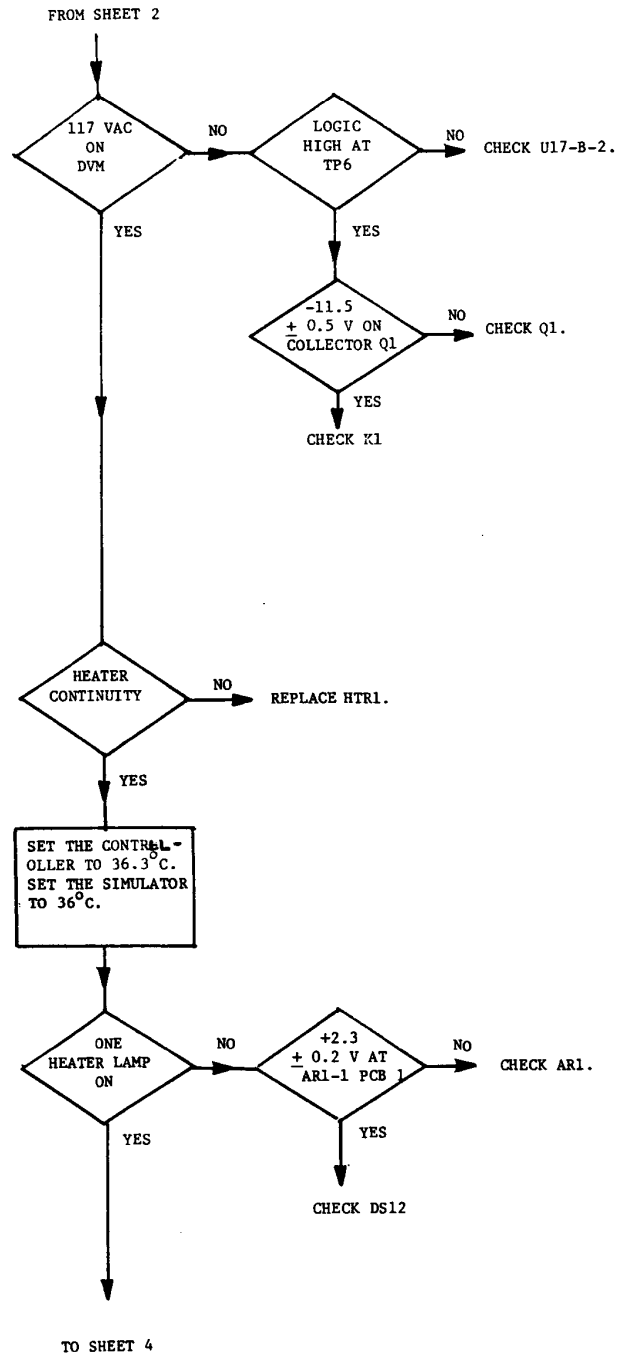 FROM SHEET 2
117 VAC
ON
DVM
NO
LOGIC
HIGH AT
TP6
NO
CHECK U17-B-2.
YES
YES
-11.5
± 0.5 V ON
COLLECTOR Q1
NO
CHECK Q1.
YES
CHECK K1
HEATER
CONTINUITY
NO
REPLACE HTR1.
YES
SET THE CONTROL-
OLLER TO 36.3°C.
SET THE SIMULATOR
TO 36°C.
ONE
HEATER LAMP
ON
NO
+2.3
± 0.2 V AT
AR1-1 PCB 1
NO
CHECK AR1.
YES
YES
CHECK DS12
TO SHEET 4